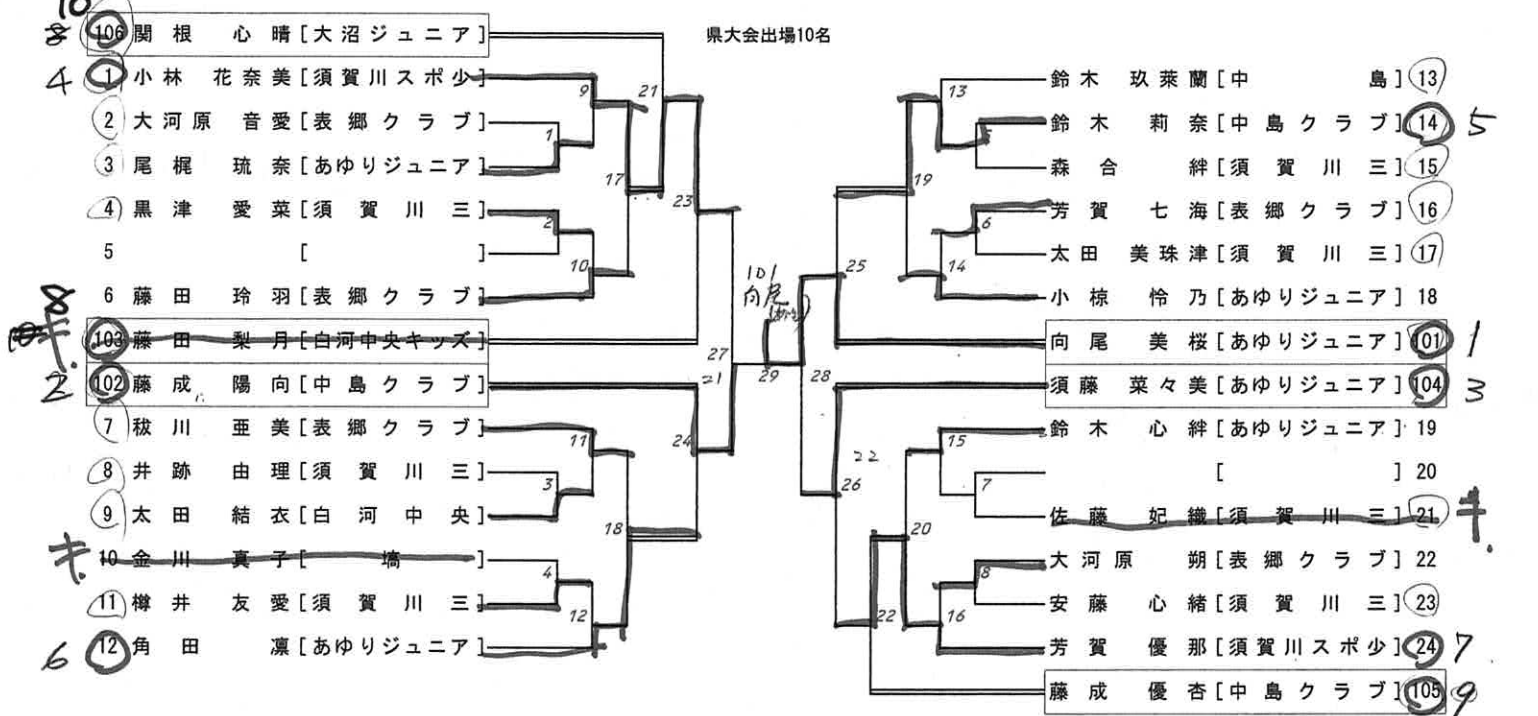 県大会出場10名
10
8 106 関根 心晴 [大沼ジュニア]
4 1 小林 花奈美 [須賀川スポ少]
2 大河原 音愛 [表郷クラブ]
3 尾梶 琉奈 [あゆりジュニア]
4 黒津 愛菜 [須賀川三]
5 [ ]
6 藤田 玲羽 [表郷クラブ]
8
キ. 103 藤田 梨月 [白河中央キッズ]
2 102 藤成 陽向 [中島クラブ]
7 秡川 亜美 [表郷クラブ]
8 井跡 由理 [須賀川三]
9 太田 結衣 [白河中央]
キ. 10 金川 真子 [塙]
11 樽井 友愛 [須賀川三]
6 12 角田 凛 [あゆりジュニア]
1
2
3
4
9
10
11
12
17
18
21
23
24
27
21
29
101
向尾
28
25
26
22
19
20
22
13
14
15
16
5
6
7
8
鈴木 玖萊蘭 [中島] 13
鈴木 莉奈 [中島クラブ] 14 5
森合 絆 [須賀川三] 15
芳賀 七海 [表郷クラブ] 16
太田 美珠津 [須賀川三] 17
小椋 怜乃 [あゆりジュニア] 18
向尾 美桜 [あゆりジュニア] 101 1
須藤 菜々美 [あゆりジュニア] 104 3
鈴木 心絆 [あゆりジュニア] 19
[ ] 20
佐藤 妃織 [須賀川三] 21 キ.
大河原 朔 [表郷クラブ] 22
安藤 心緒 [須賀川三] 23
芳賀 優那 [須賀川スポ少] 24 7
藤成 優杏 [中島クラブ] 105 9